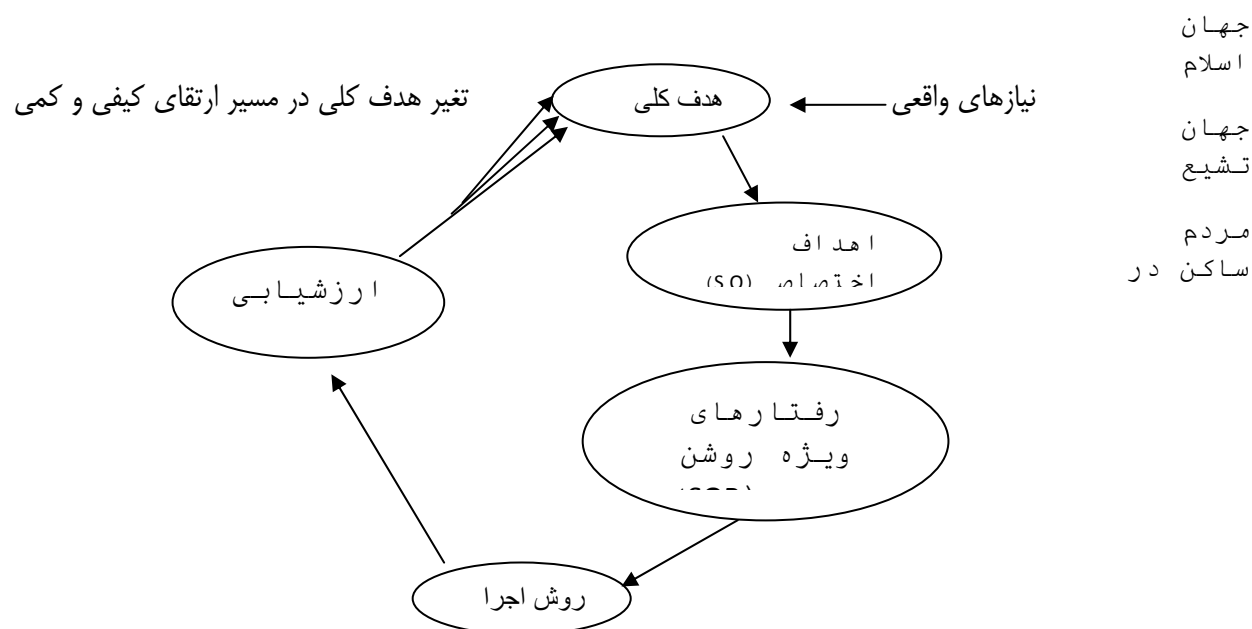 جهان
اسلام
جهان
تشیع
مردم
ساکن در
نیازهای واقعی
هدف کلی
تغیر هدف کلی در مسیر ارتقای کیفی و کمی
اهداف
(SO)
رفتارهای
ویژه روشن
روش اجرا
ارزشیابی